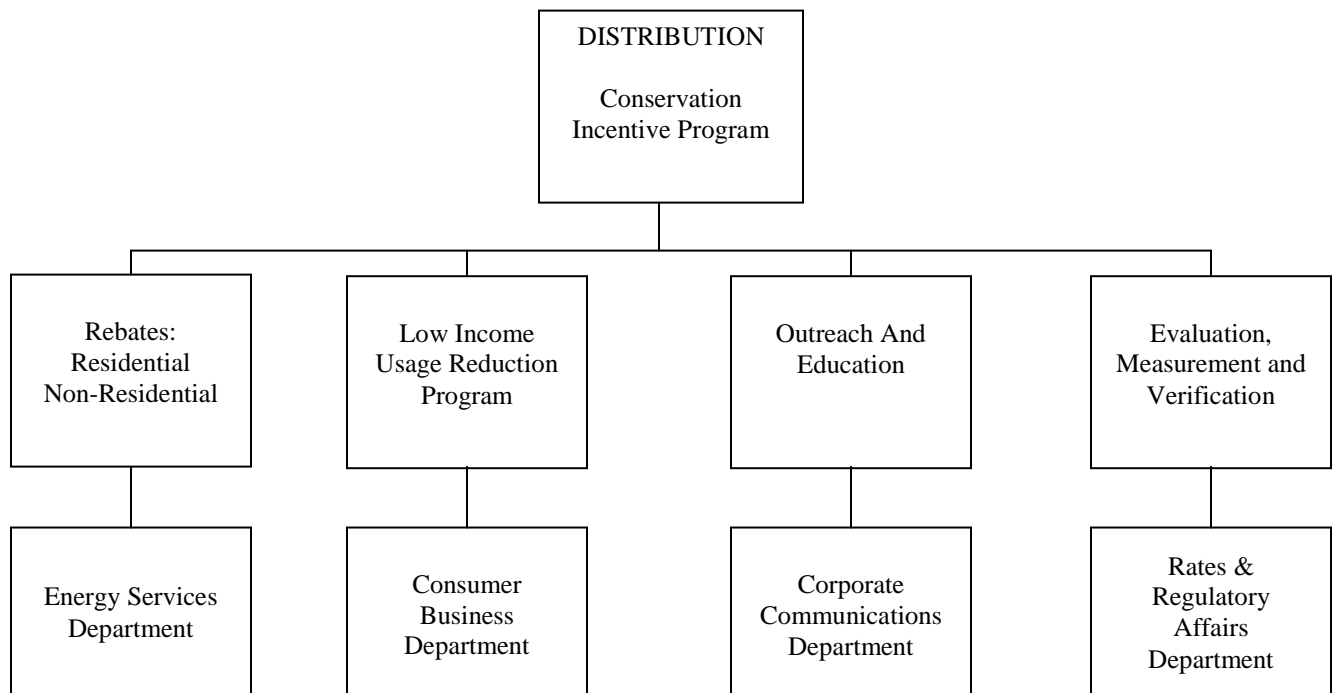 DISTRIBUTION
Conservation
Incentive Program
Rebates:
Residential
Non-Residential
Low Income
Usage Reduction
Program
Outreach And
Education
Evaluation,
Measurement and
Verification
Energy Services
Department
Consumer
Business
Department
Corporate
Communications
Department
Rates &
Regulatory
Affairs
Department